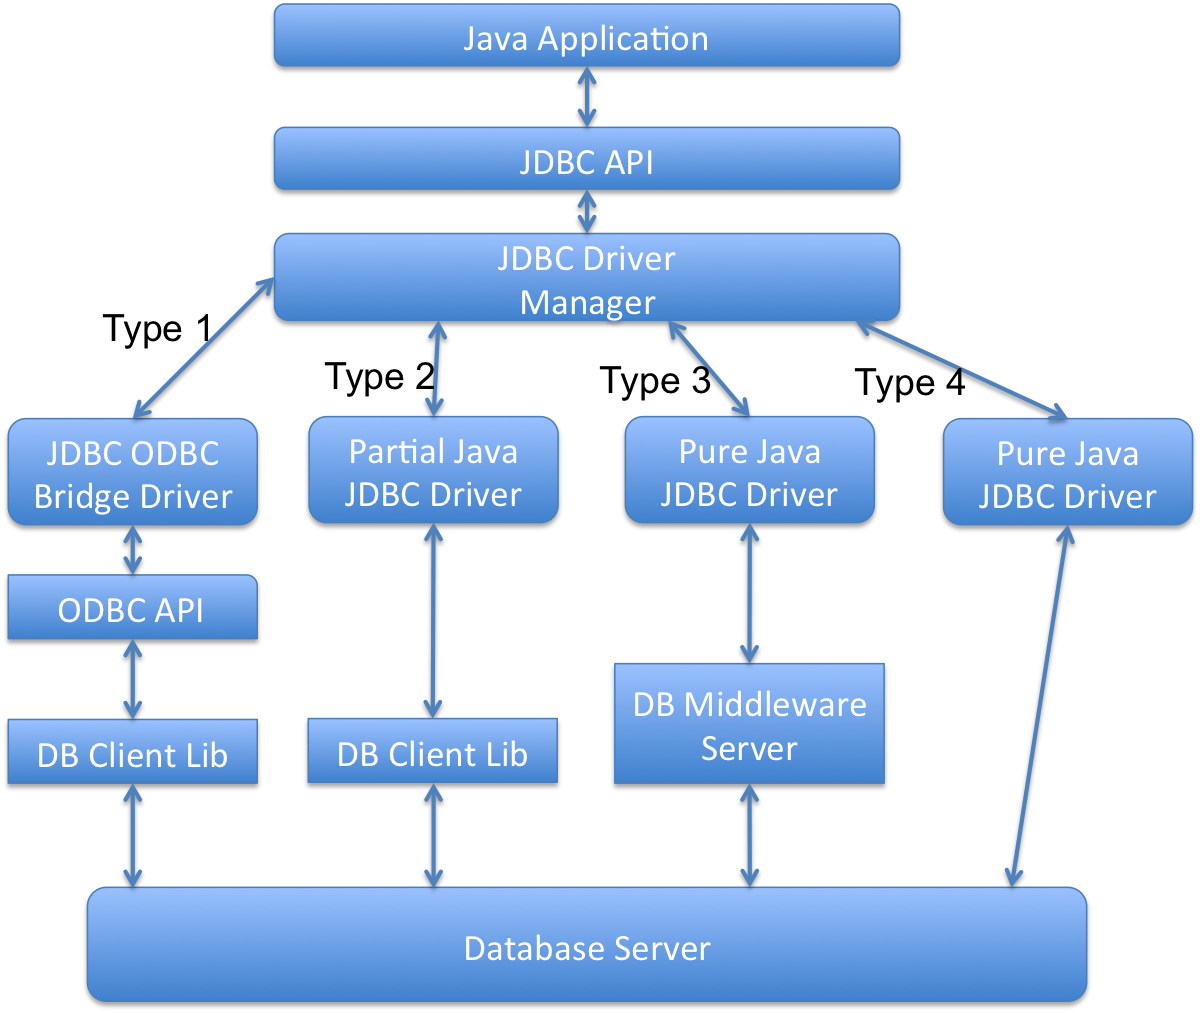 Java Application
JDBC API
JDBC Driver
Manager
Type 1
Type 2
Type 3
Type 4
JDBC ODBC
Bridge Driver
Partial Java
JDBC Driver
Pure Java
JDBC Driver
Pure Java
JDBC Driver
ODBC API
DB Client Lib
DB Client Lib
DB Middleware
Server
Database Server